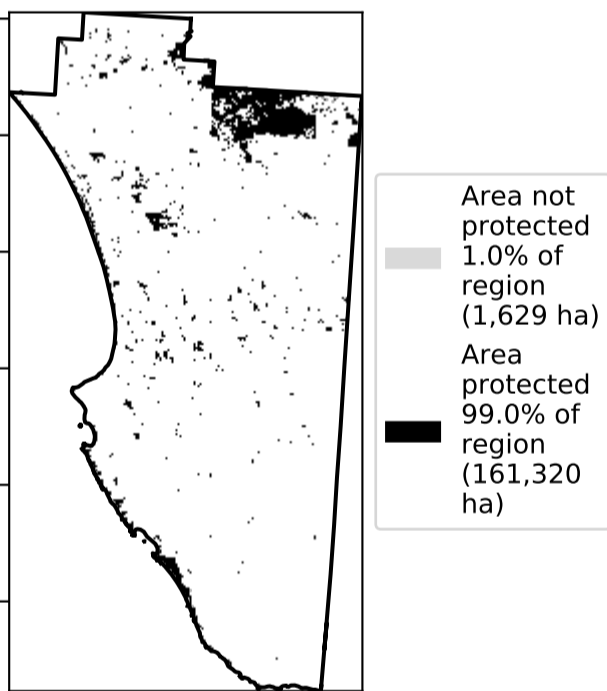 Area not
protected
1.0% of
region
(1,629 ha)
Area
protected
99.0% of
region
(161,320
ha)